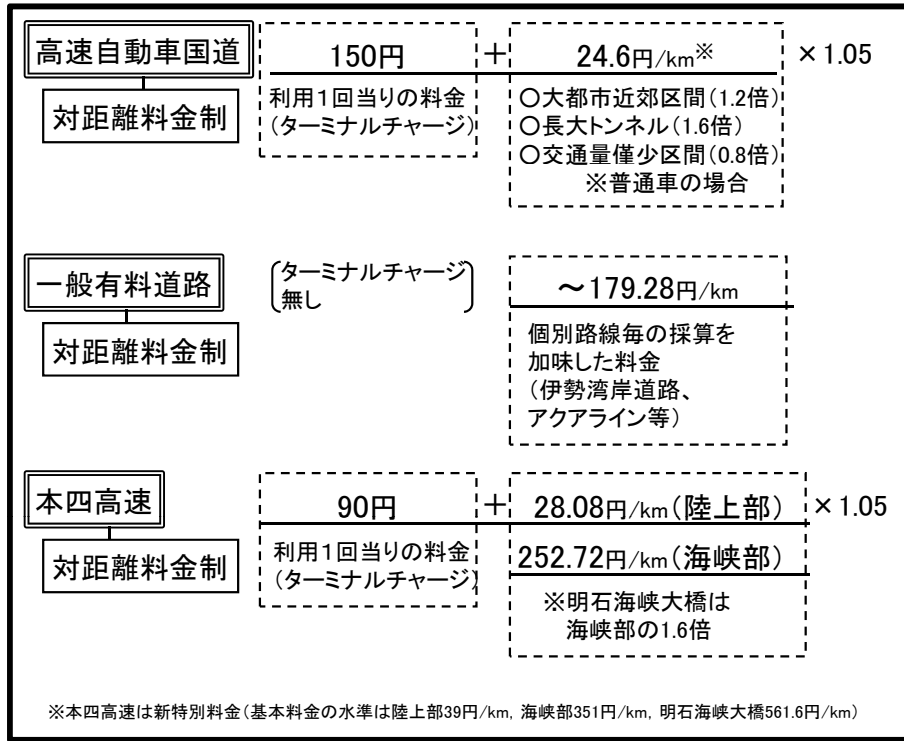 高速自動車国道
対距離料金制
150円 + 24.6円/km※ ×1.05
利用1回当りの料金
(ターミナルチャージ)
○大都市近郊区間(1.2倍)
○長大トンネル(1.6倍)
○交通量僅少区間(0.8倍)
※普通車の場合
一般有料道路
対距離料金制
(ターミナルチャージ
無し)
～179.28円/km
個別路線毎の採算を
加味した料金
(伊勢湾岸道路、
アクアライン等)
本四高速
対距離料金制
90円 + 28.08円/km(陸上部) ×1.05
利用1回当りの料金
(ターミナルチャージ)
252.72円/km(海峡部)
※明石海峡大橋は
海峡部の1.6倍
※本四高速は新特別料金(基本料金の水準は陸上部39円/km, 海峡部351円/km, 明石海峡大橋561.6円/km)